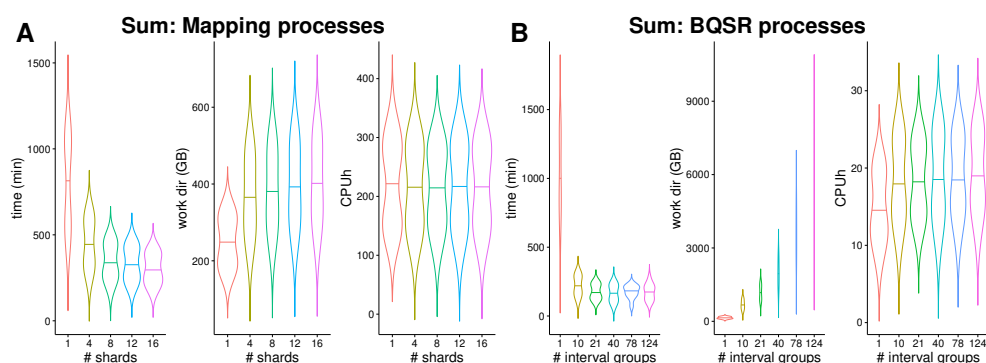 A
Sum: Mapping processes
time (min)
1500
1000
500
0
1 4 8 12 16
# shards
work dir (GB)
600
400
200
1 4 8 12 16
# shards
CPUh
400
300
200
100
0
1 4 8 12 16
# shards
B
Sum: BQSR processes
time (min)
1500
1000
500
0
1 10 21 40 78 124
# interval groups
work dir (GB)
9000
6000
3000
0
1 10 21 40 78 124
# interval groups
CPUh
30
20
10
0
1 10 21 40 78 124
# interval groups